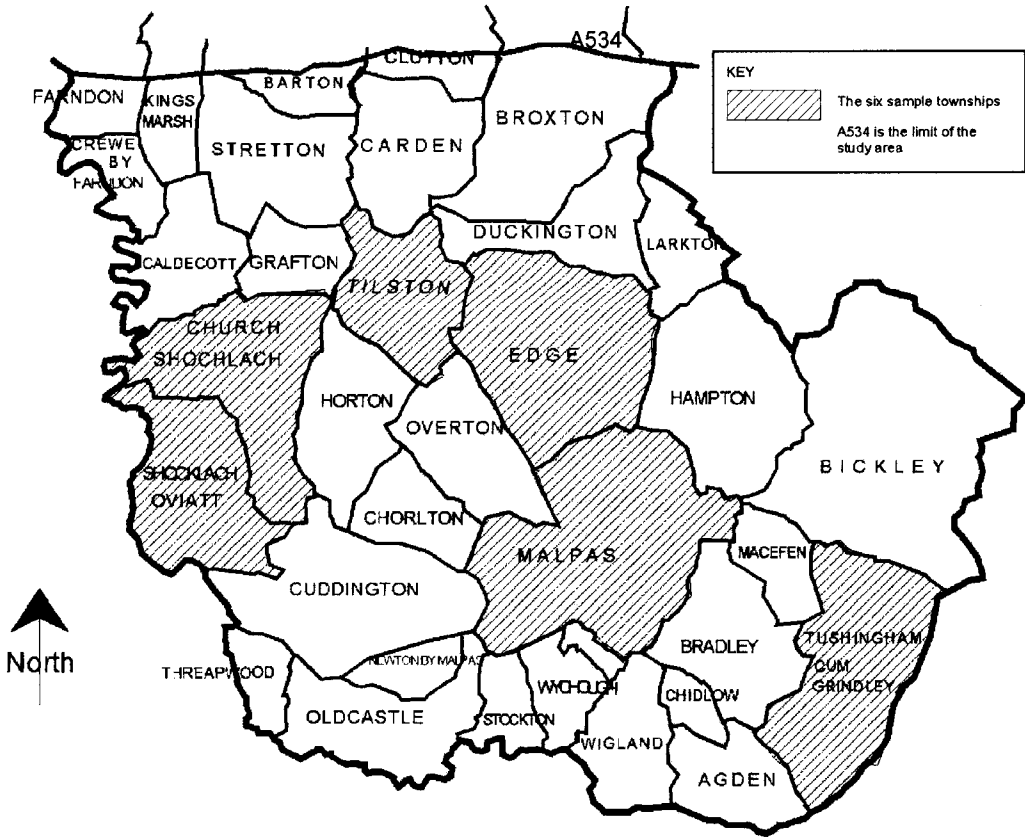 A534
CLUTTON
KEY
The six sample townships
A534 is the limit of the
study area
FARNDON
KINGS
MARSH
BARTON
BROXTON
CREWE
BY
FARNDON
STRETTON
CARDEN
DUCKINGTON
LARKTON
CALDECOTT
GRAFTON
TILSTON
CHURCH
SHOCHLACH
EDGE
HORTON
OVERTON
HAMPTON
BICKLEY
SHOCKLACH
OVIATT
CHORLTON
MALPAS
MACEFEN
CUDDINGTON
North
THREAPWOOD
NEWTON BY MALPAS
BRADLEY
TUSHINGHAM
CUM
GRINDLEY
OLDCASTLE
STOCKTON
WYCHOUGH
CHIDLOW
WIGLAND
AGDEN